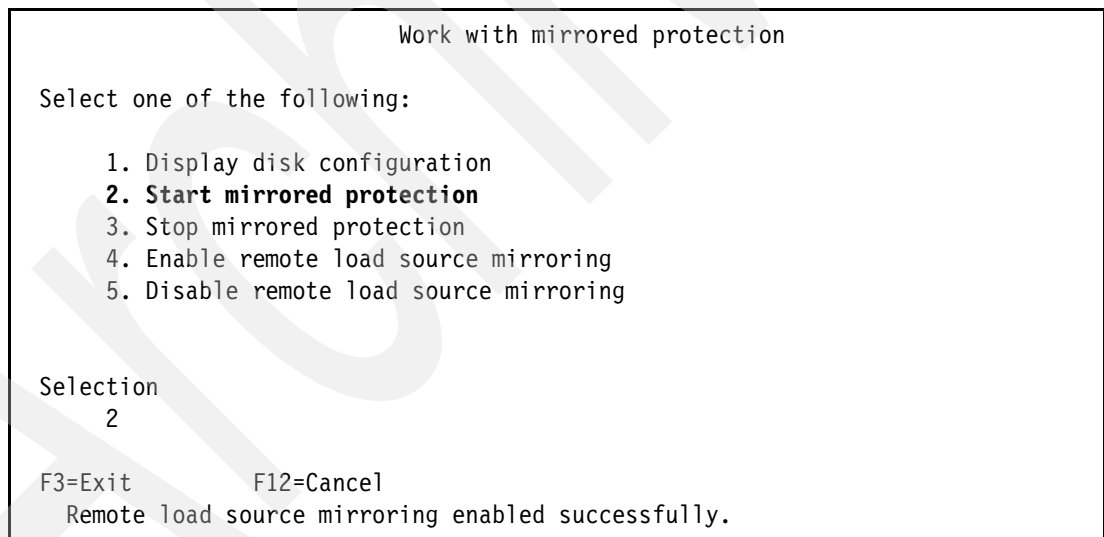 Work with mirrored protection
Select one of the following:
1. Display disk configuration
2. Start mirrored protection
3. Stop mirrored protection
4. Enable remote load source mirroring
5. Disable remote load source mirroring
Selection
2
F3=Exit F12=Cancel
Remote load source mirroring enabled successfully.